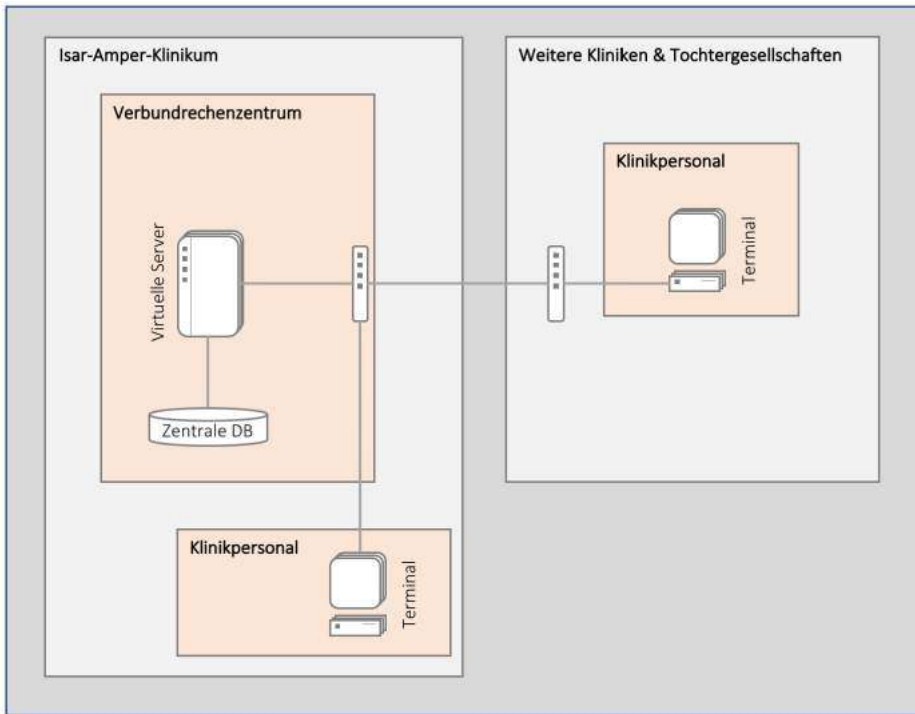 Isar-Amper-Klinikum
Verbundrechenzentrum
Virtuelle Server
Zentrale DB
Klinikpersonal
Terminal
Weitere Kliniken & Tochtergesellschaften
Klinikpersonal
Terminal